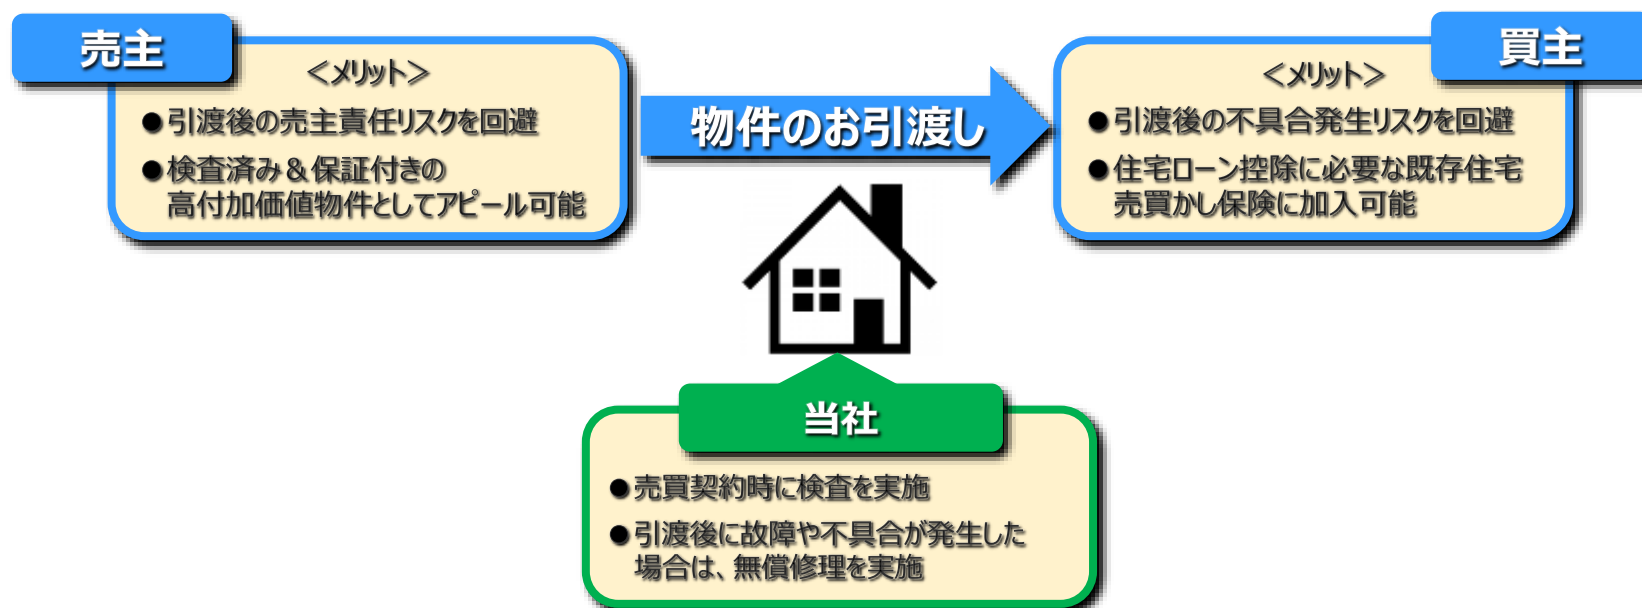 売主
<メリット>
●引渡後の売主責任リスクを回避
●検査済み＆保証付きの
高付加価値物件としてアピール可能
物件のお引渡し
買主
<メリット>
●引渡後の不具合発生リスクを回避
●住宅ローン控除に必要な既存住宅
売買かし保険に加入可能
当社
●売買契約時に検査を実施
●引渡後に故障や不具合が発生した
場合は、無償修理を実施